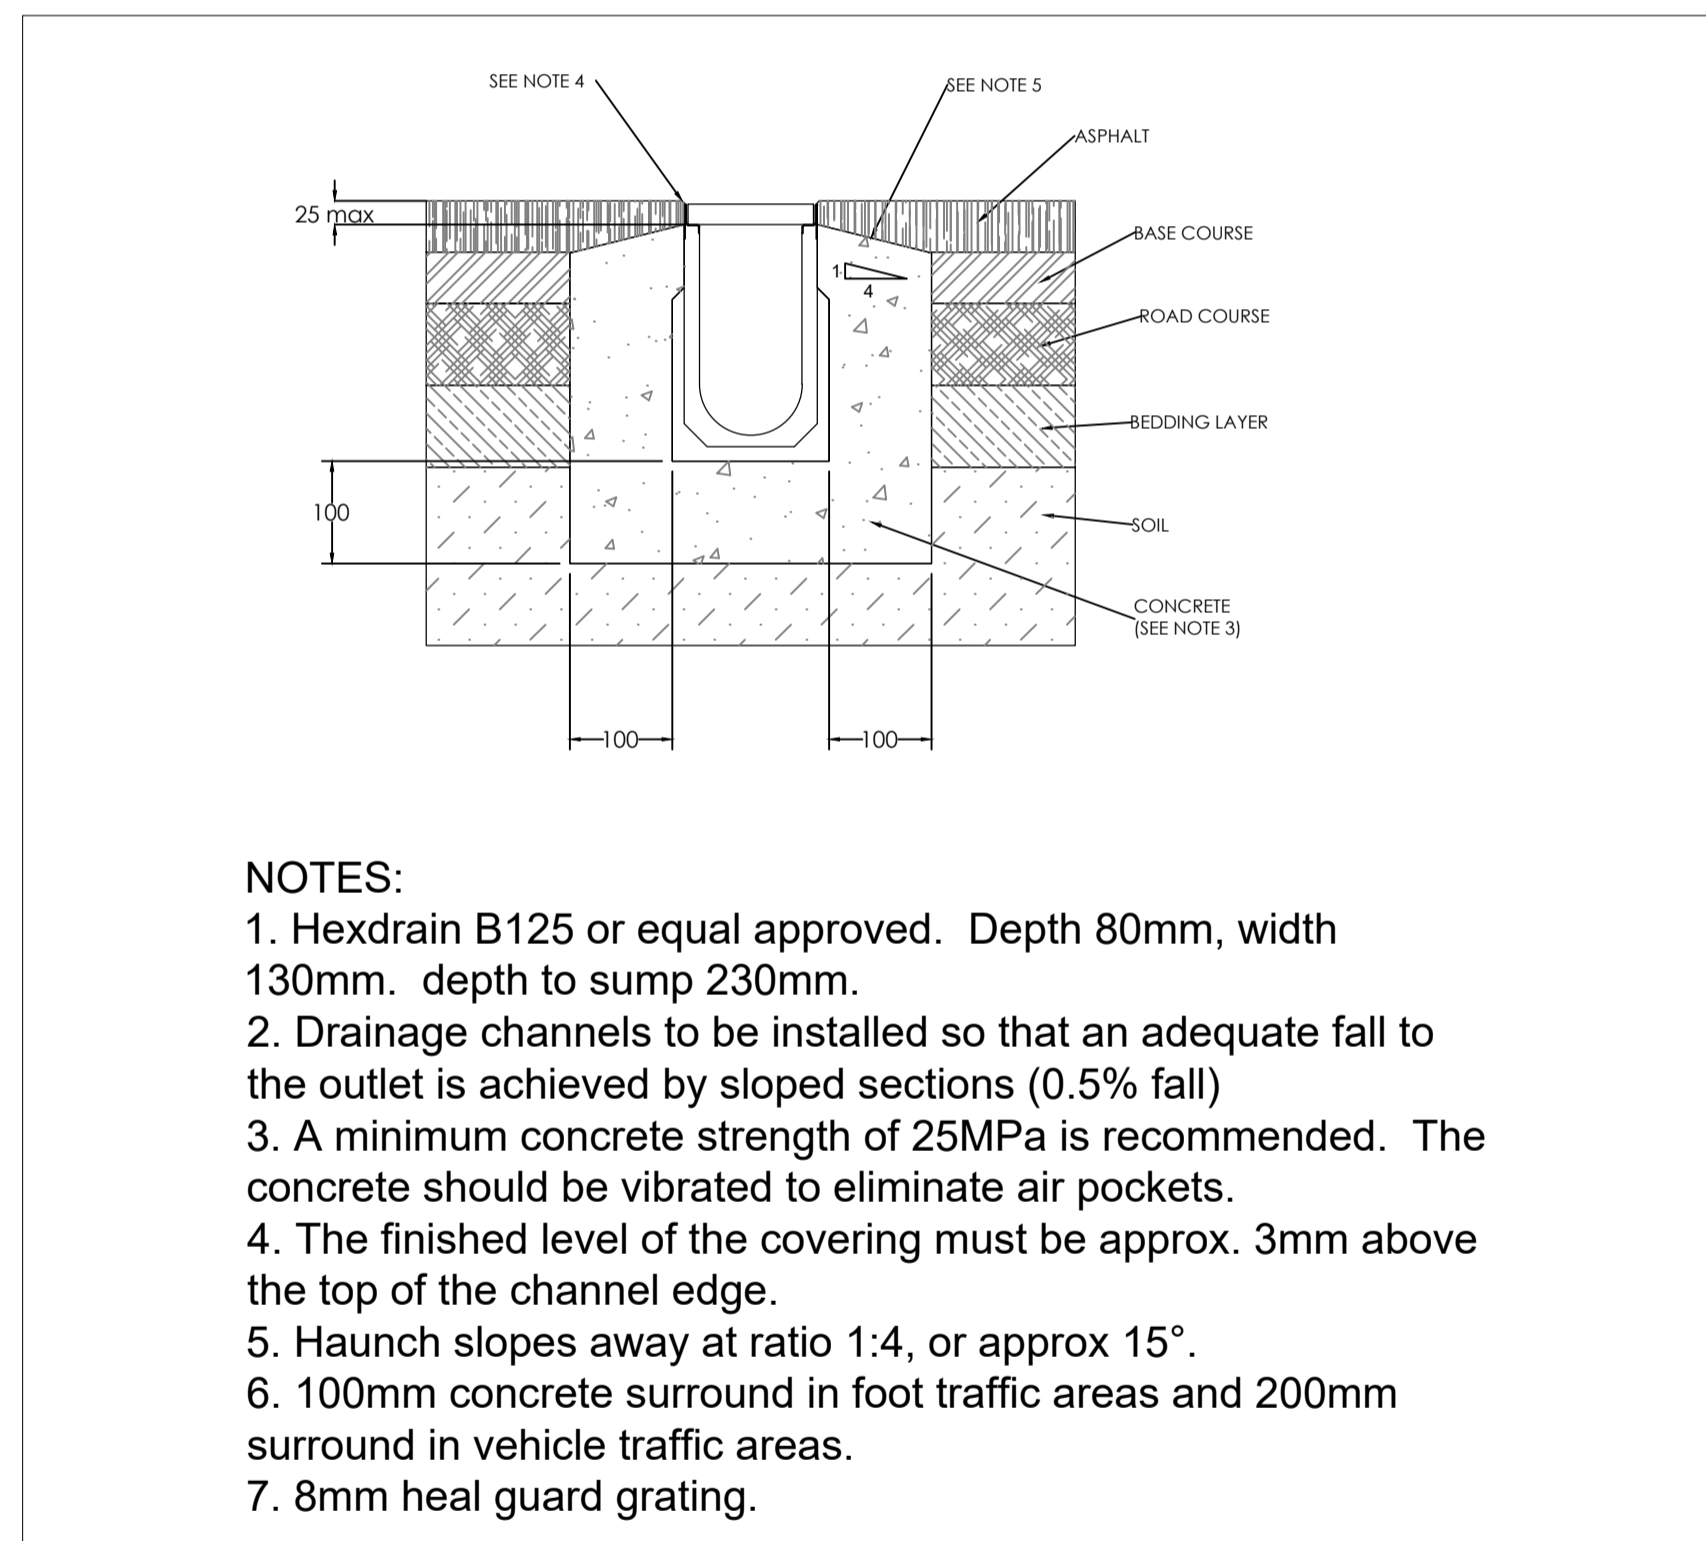 SEE NOTE 4
SEE NOTE 5
ASPHALT
25 max
BASE COURSE
1
4
ROAD COURSE
BEDDING LAYER
100
SOIL
CONCRETE
(SEE NOTE 3)
100
100
NOTES:
1. Hexdrain B125 or equal approved.  Depth 80mm, width
130mm.  depth to sump 230mm.
2. Drainage channels to be installed so that an adequate fall to
the outlet is achieved by sloped sections (0.5% fall)
3. A minimum concrete strength of 25MPa is recommended.  The
concrete should be vibrated to eliminate air pockets.
4. The finished level of the covering must be approx. 3mm above
the top of the channel edge.
5. Haunch slopes away at ratio 1:4, or approx 15°.
6. 100mm concrete surround in foot traffic areas and 200mm
surround in vehicle traffic areas.
7. 8mm heal guard grating.